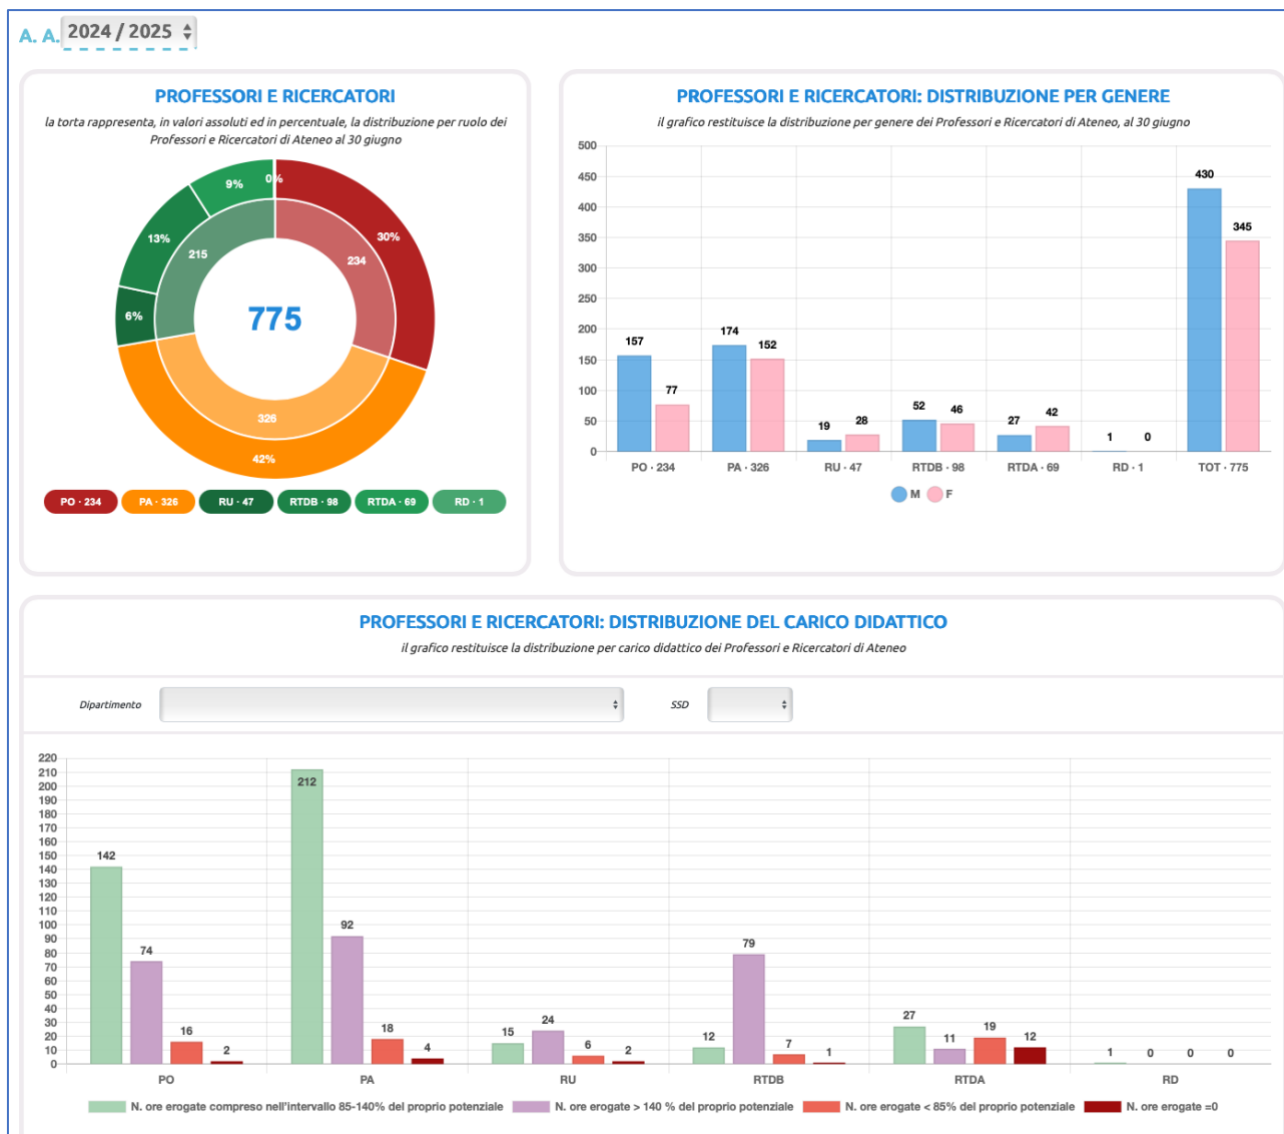 A. A. 2024 / 2025
PROFESSORI E RICERCATORI
la torta rappresenta, in valori assoluti ed in percentuale, la distribuzione per ruolo dei
Professori e Ricercatori di Ateneo al 30 giugno
0%
9%
30%
13%
215
234
6%
775
326
42%
PO · 234
PA · 326
RU · 47
RTDB · 98
RTDA · 69
RD · 1
PROFESSORI E RICERCATORI: DISTRIBUZIONE PER GENERE
il grafico restituisce la distribuzione per genere dei Professori e Ricercatori di Ateneo, al 30 giugno
500
450
400
350
300
250
200
150
100
50
0
157
77
174
152
19
28
52
46
27
42
1
0
430
345
PO · 234
PA · 326
RU · 47
RTDB · 98
RTDA · 69
RD · 1
TOT · 775
M
F
PROFESSORI E RICERCATORI: DISTRIBUZIONE DEL CARICO DIDATTICO
il grafico restituisce la distribuzione per carico didattico dei Professori e Ricercatori di Ateneo
Dipartimento
SSD
220
210
200
190
180
170
160
150
140
130
120
110
100
90
80
70
60
50
40
30
20
10
0
142
74
16
2
212
92
18
4
15
24
6
2
12
79
7
1
27
11
19
12
1
0
0
0
PO
PA
RU
RTDB
RTDA
RD
N. ore erogate compreso nell'intervallo 85-140% del proprio potenziale
N. ore erogate > 140 % del proprio potenziale
N. ore erogate < 85% del proprio potenziale
N. ore erogate =0